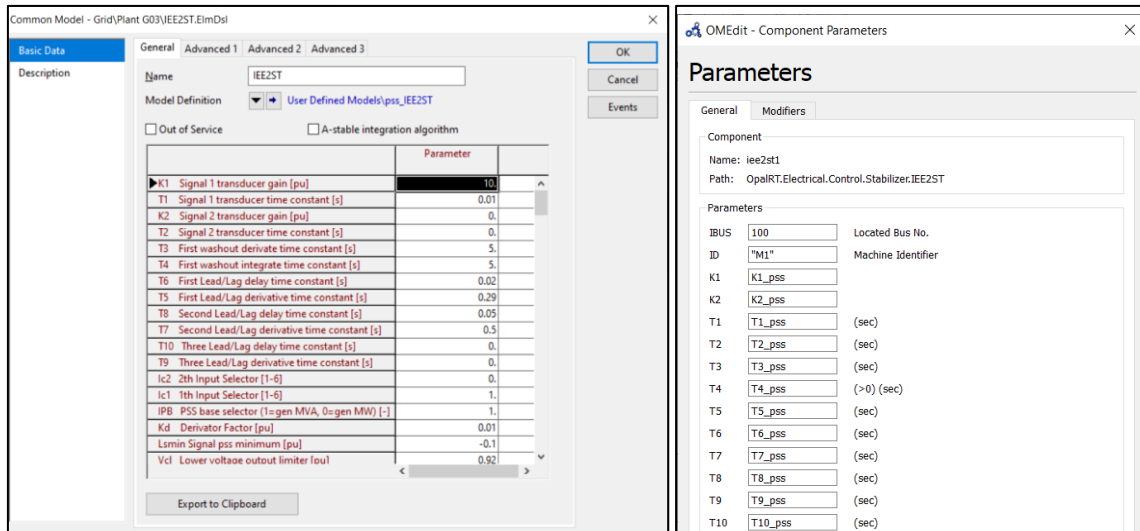 Common Model - Grid\Plant G03\IEE2ST.ElmDsl
Basic Data
Description
General Advanced 1 Advanced 2 Advanced 3
Name IEE2ST
Model Definition User Defined Models\pss_IEE2ST
Out of Service A-stable integration algorithm
OK
Cancel
Events
Parameter
K1 Signal 1 transducer gain [pu] 10.
T1 Signal 1 transducer time constant [s] 0.01
K2 Signal 2 transducer gain [pu] 0.
T2 Signal 2 transducer time constant [s] 0.
T3 First washout derivate time constant [s] 5.
T4 First washout integrate time constant [s] 5.
T6 First Lead/Lag delay time constant [s] 0.02
T5 First Lead/Lag derivative time constant [s] 0.29
T8 Second Lead/Lag delay time constant [s] 0.05
T7 Second Lead/Lag derivative time constant [s] 0.5
T10 Three Lead/Lag delay time constant [s] 0.
T9 Three Lead/Lag derivative time constant [s] 0.
Ic2 2th Input Selector [1-6] 0.
Ic1 1th Input Selector [1-6] 1.
IPB PSS base selector (1=gen MVA, 0=gen MW) [-] 1.
Kd Derivator Factor [pu] 0.01
Lsmin Signal pss minimum [pu] -0.1
Vcl Lower voltage output limiter [pu] 0.92
Export to Clipboard
OMEdit - Component Parameters
Parameters
General Modifiers
Component
Name: iee2st1
Path: OpalRT.Electrical.Control.Stabilizer.IEE2ST
Parameters
IBUS 100 Located Bus No.
ID "M1" Machine Identifier
K1 K1_pss
K2 K2_pss
T1 T1_pss (sec)
T2 T2_pss (sec)
T3 T3_pss (sec)
T4 T4_pss (>0) (sec)
T5 T5_pss (sec)
T6 T6_pss (sec)
T7 T7_pss (sec)
T8 T8_pss (sec)
T9 T9_pss (sec)
T10 T10_pss (sec)